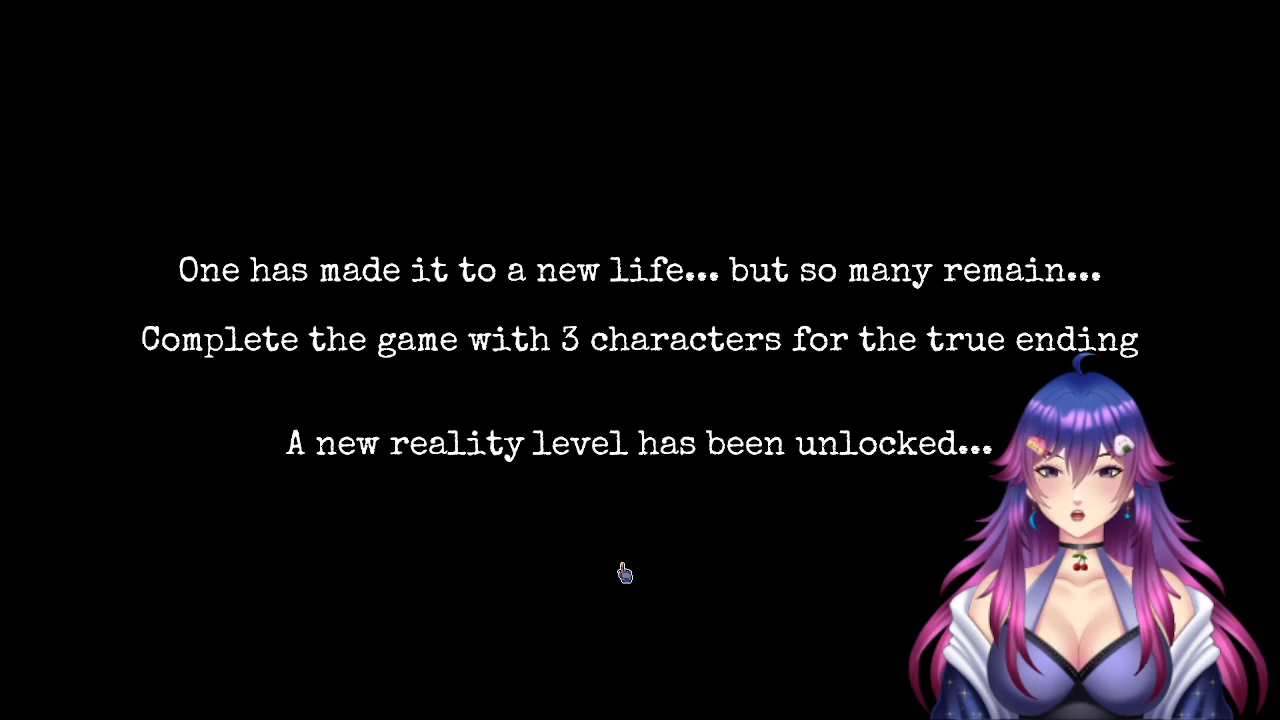 One has made it to a new life... but so many remain...
Complete the game with 3 characters for the true ending
A new reality level has been unlocked...